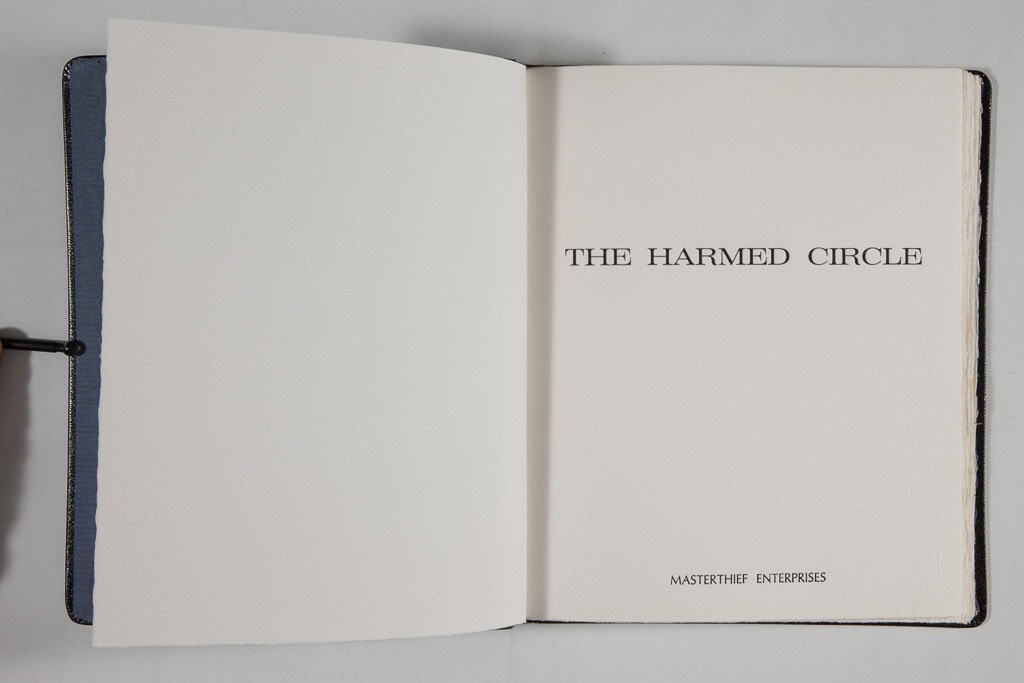 THE HARMED CIRCLE
MASTERTHIEF ENTERPRISES